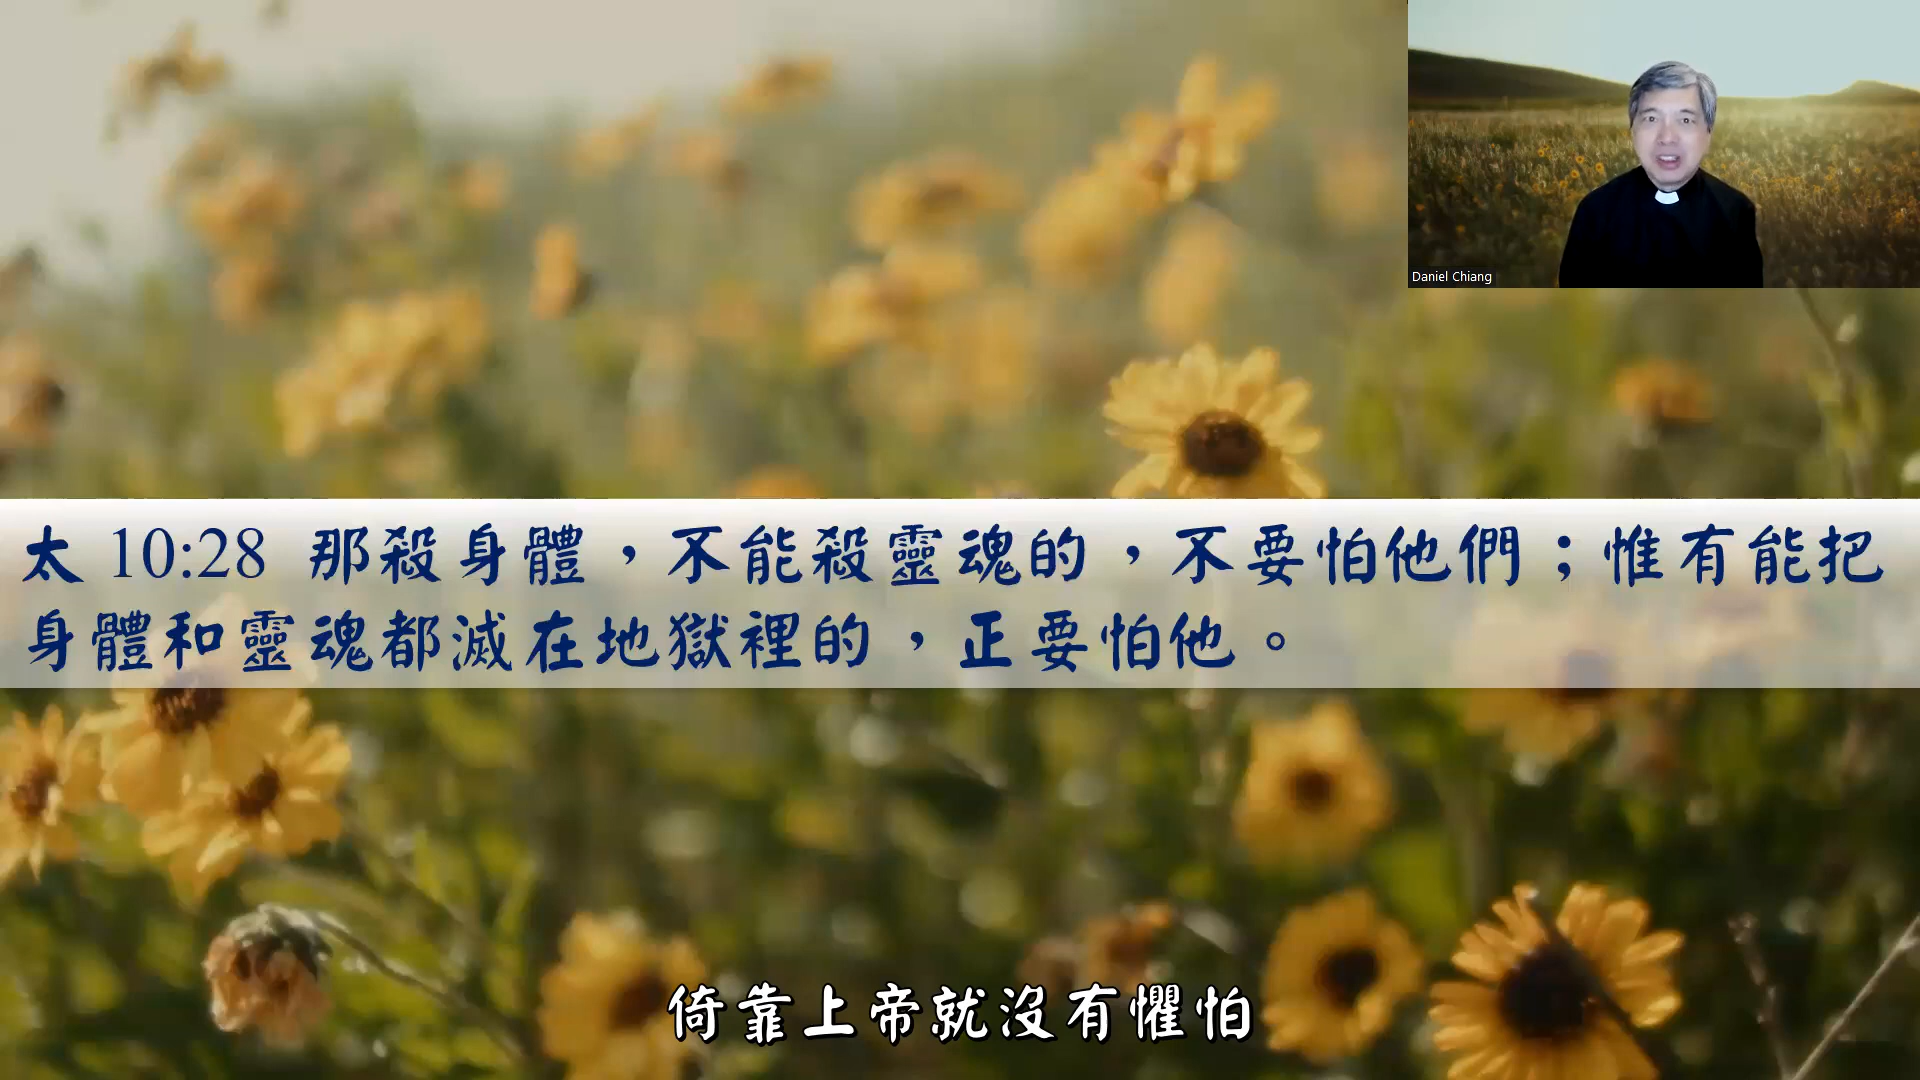 Daniel Chiang
太 10:28 那殺身體，不能殺靈魂的，不要怕他們；惟有能把
身體和靈魂都滅在地獄裡的，正要怕他。
倚靠上帝就沒有懼怕